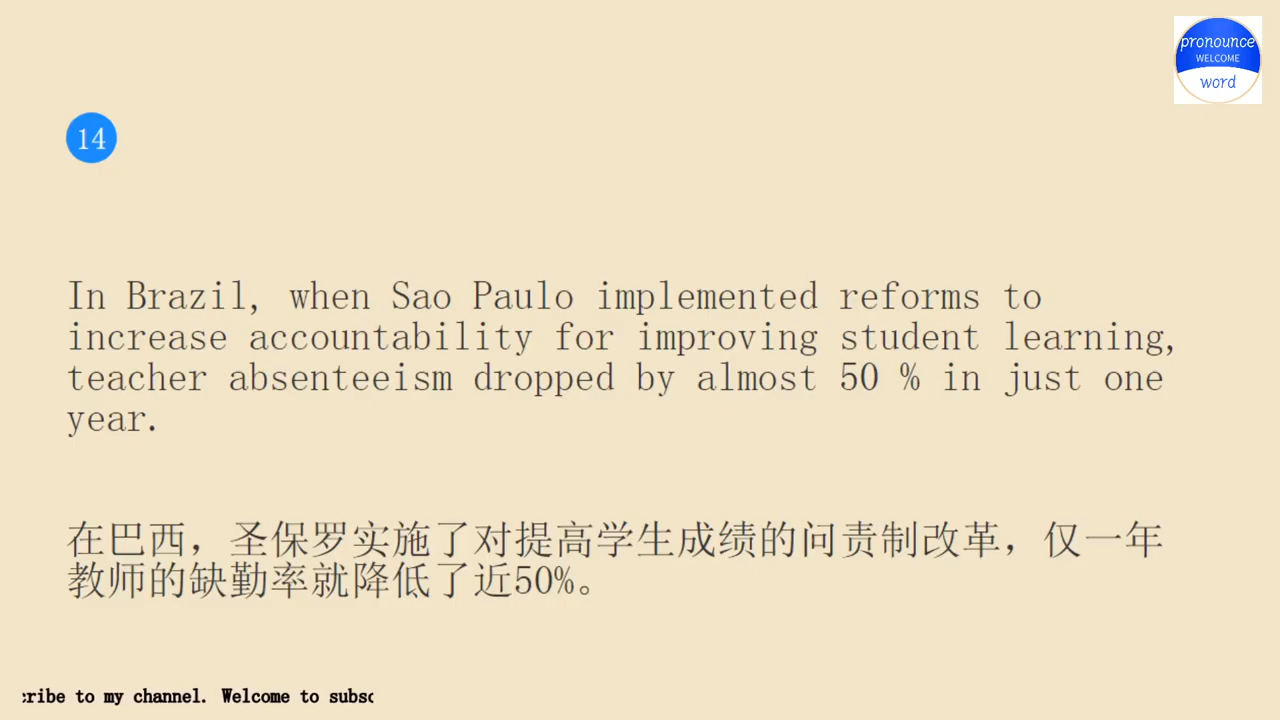 pronounce
WELCOME
word
14
In Brazil, when Sao Paulo implemented reforms to
increase accountability for improving student learning,
teacher absenteeism dropped by almost 50 % in just one
year.
在巴西，圣保罗实施了对提高学生成绩的问责制改革，仅一年
教师的缺勤率就降低了近50%。
to my channel. Welcome to